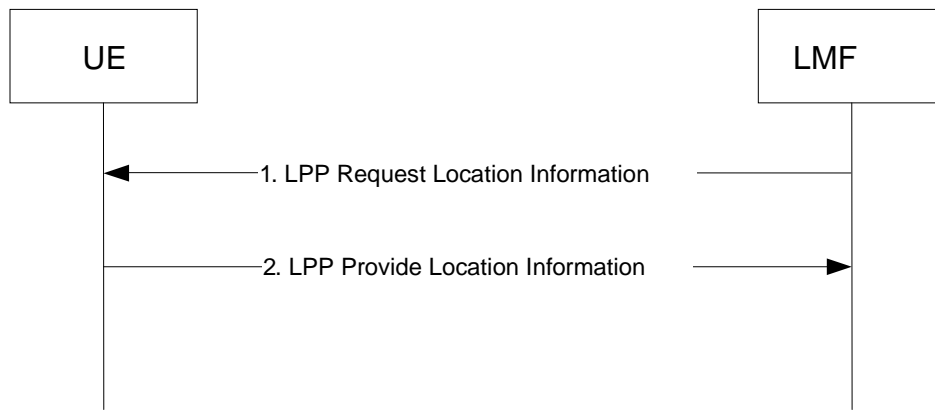 UE
LMF
1. LPP Request Location Information
2. LPP Provide Location Information